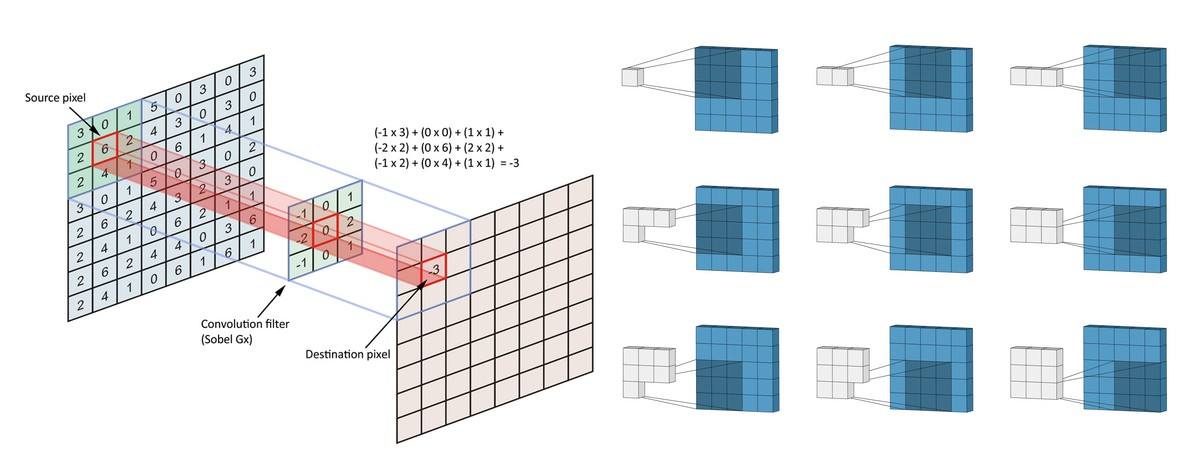 Source pixel
3 0 1 5 0 3 0 3
2 6 2 4 3 0 3 0
2 4 1 0 6 1 4 1
3 0 1 5 0 3 0 2
2 6 2 4 3 2 3 0
2 4 1 0 6 2 1 1
2 6 2 4 4 0 3 6
2 4 1 0 6 1 6 1
(-1 x 3) + (0 x 0) + (1 x 1) +
(-2 x 2) + (0 x 6) + (2 x 2) +
(-1 x 2) + (0 x 4) + (1 x 1) = -3
-1 0 1
-2 0 2
-1 0 1
-3
Convolution filter
(Sobel Gx)
Destination pixel